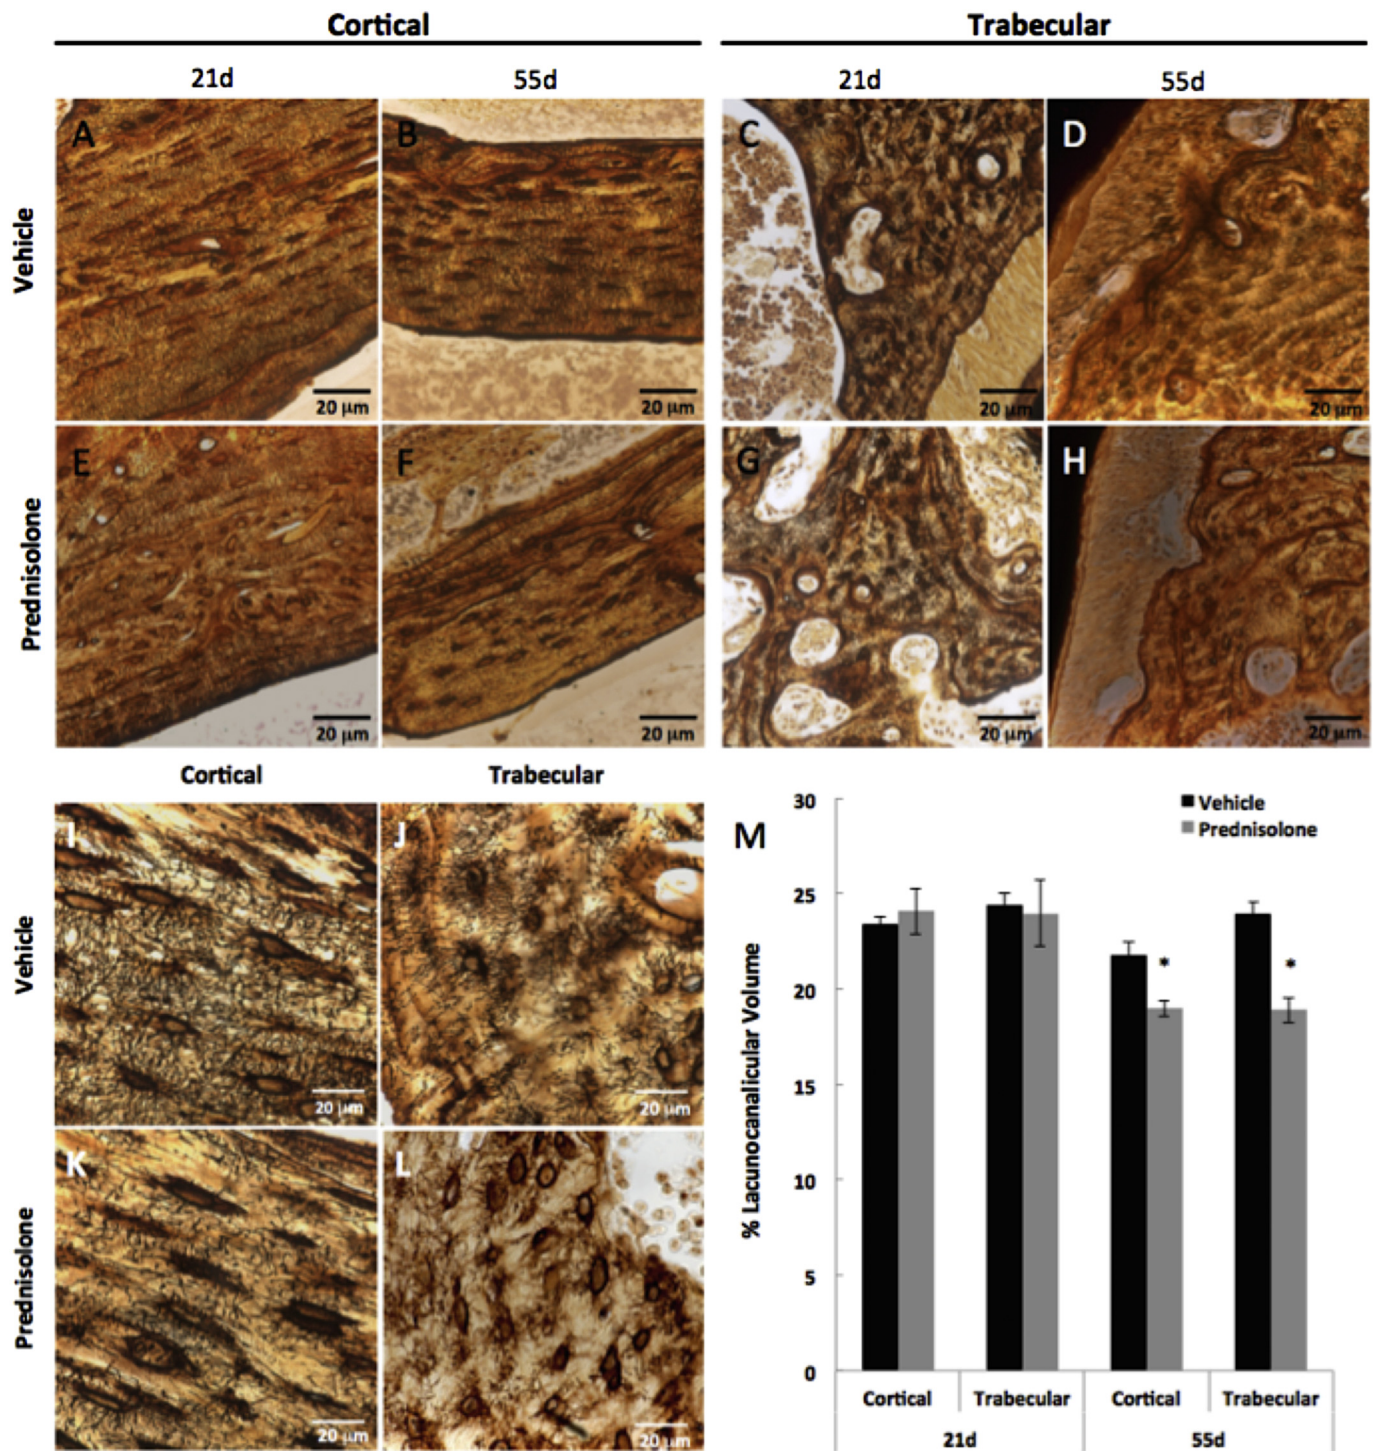 Cortical
Trabecular
21d
55d
21d
55d
Vehicle
A
B
C
D
20 µm
20 µm
20 µm
20 µm
Prednisolone
E
F
G
H
20 µm
20 µm
20 µm
20 µm
Cortical
Trabecular
Vehicle
I
J
20 µm
20 µm
Prednisolone
K
L
20 µm
20 µm
M
Vehicle
Prednisolone
% Lacunocanalicular Volume
30
25
20
15
10
5
0
*
*
Cortical
Trabecular
Cortical
Trabecular
21d
55d